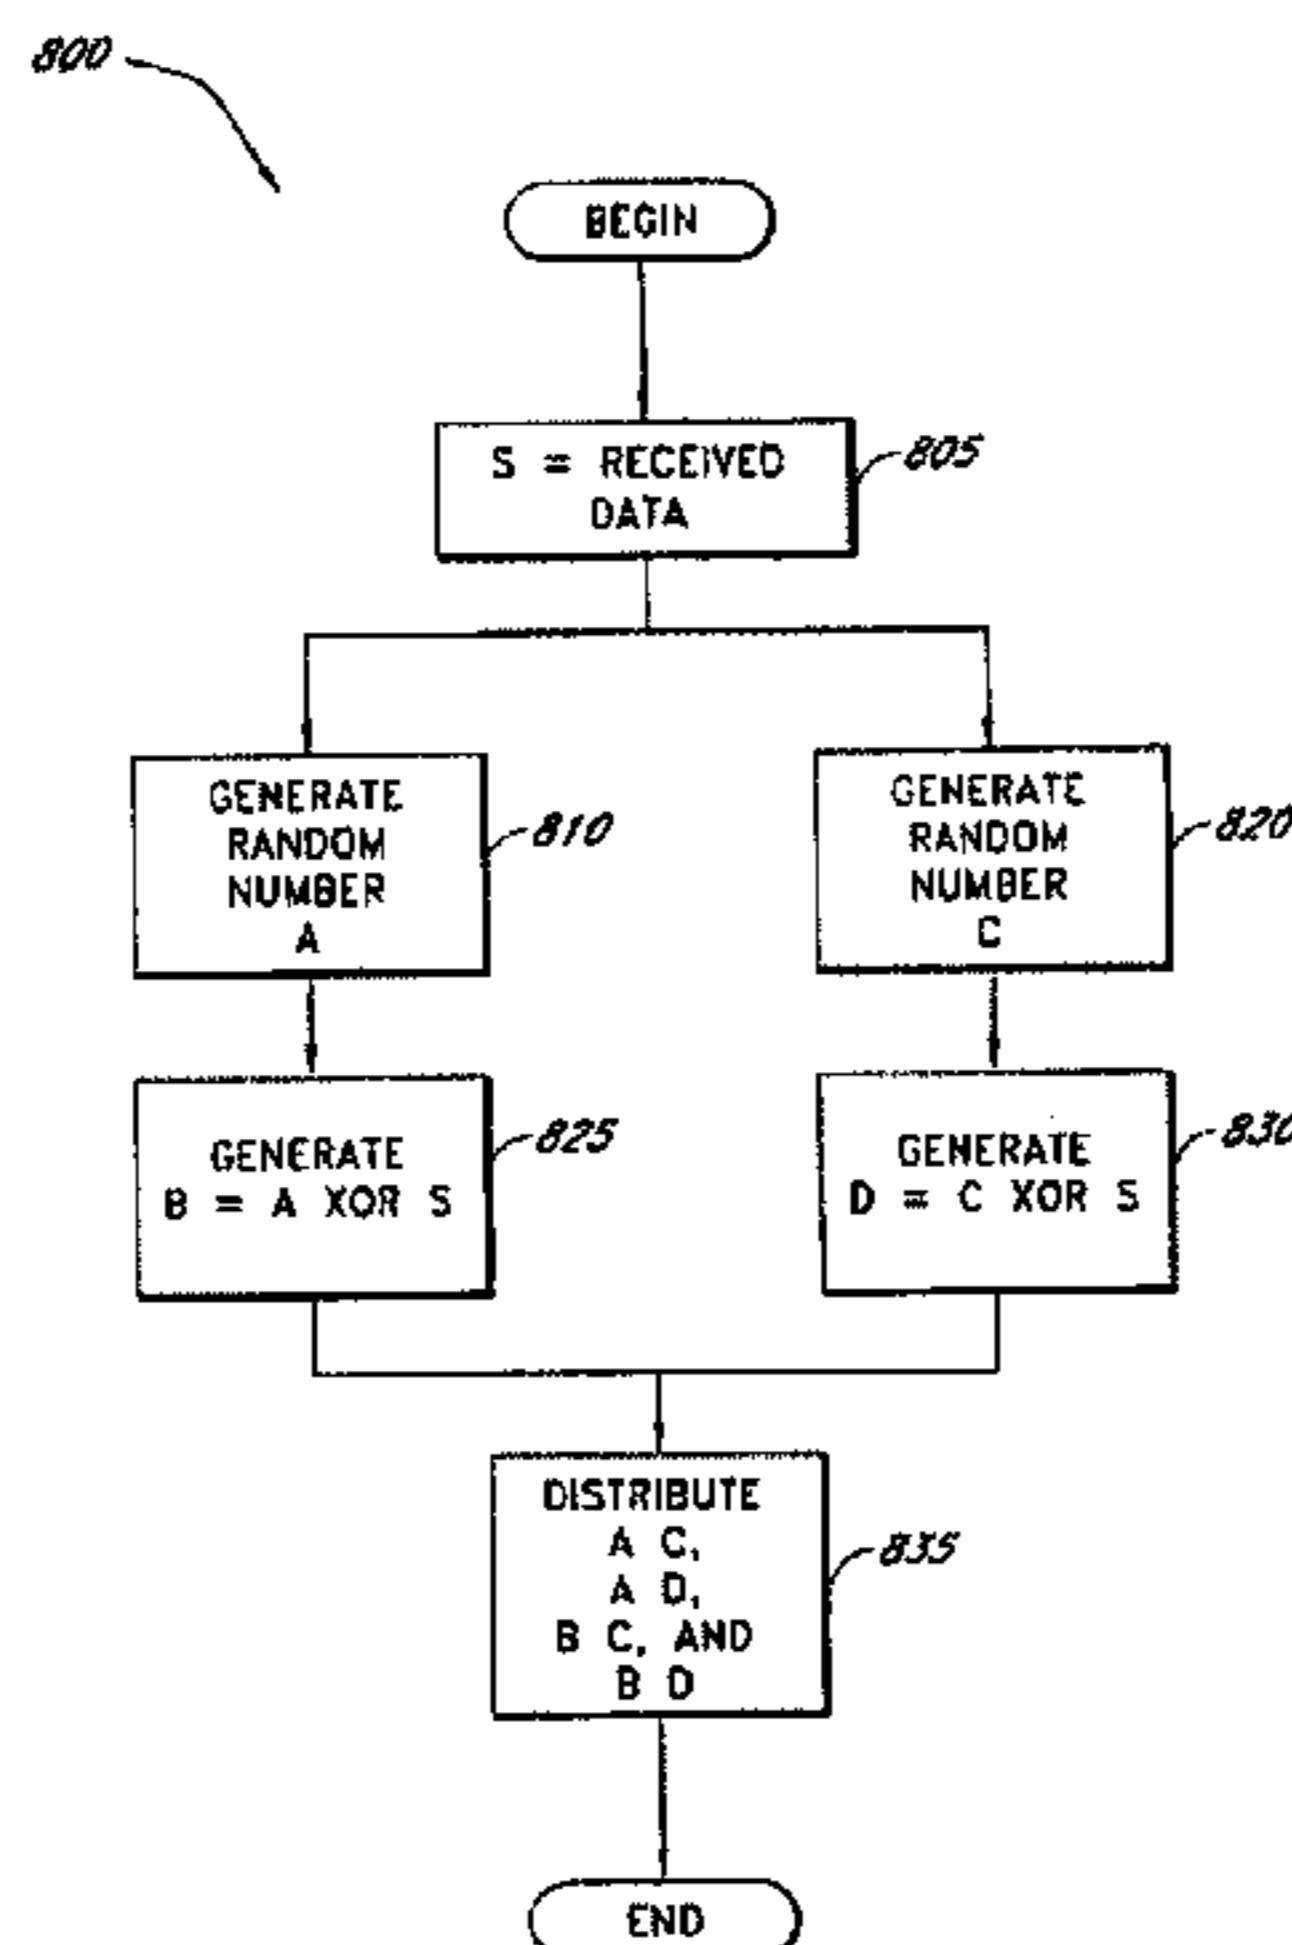 800
BEGIN
S = RECEIVED
DATA
805
GENERATE
RANDOM
NUMBER
A
810
GENERATE
RANDOM
NUMBER
C
820
GENERATE
B = A XOR S
825
GENERATE
D = C XOR S
830
DISTRIBUTE
A C,
A D,
B C, AND
B D
835
END